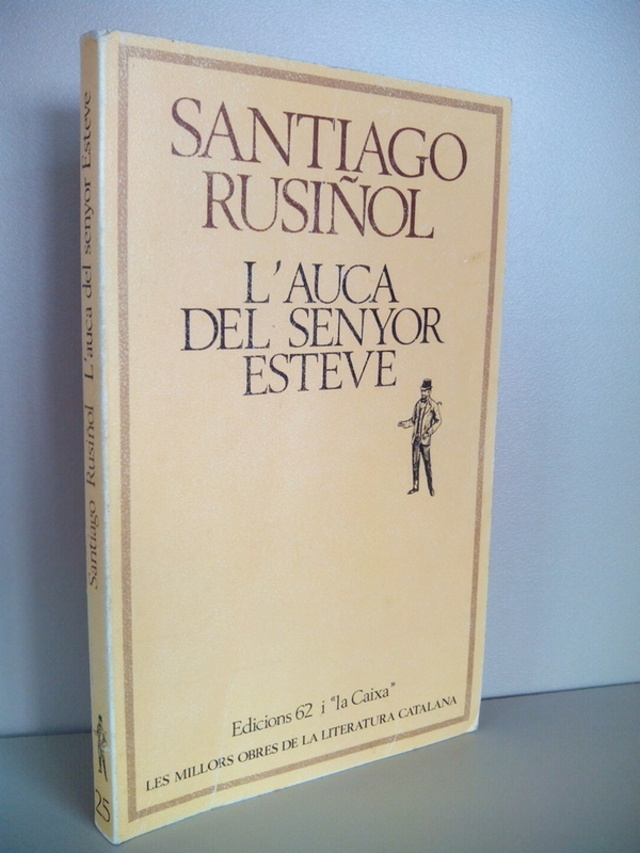 SANTIAGO
RUSIÑOL
L'AUCA
DEL SENYOR
ESTEVE
Edicions 62 i "la Caixa"
LES MILLORS OBRES DE LA LITERATURA CATALANA
Santiago Rusiñol L'auca del senyor Esteve
25